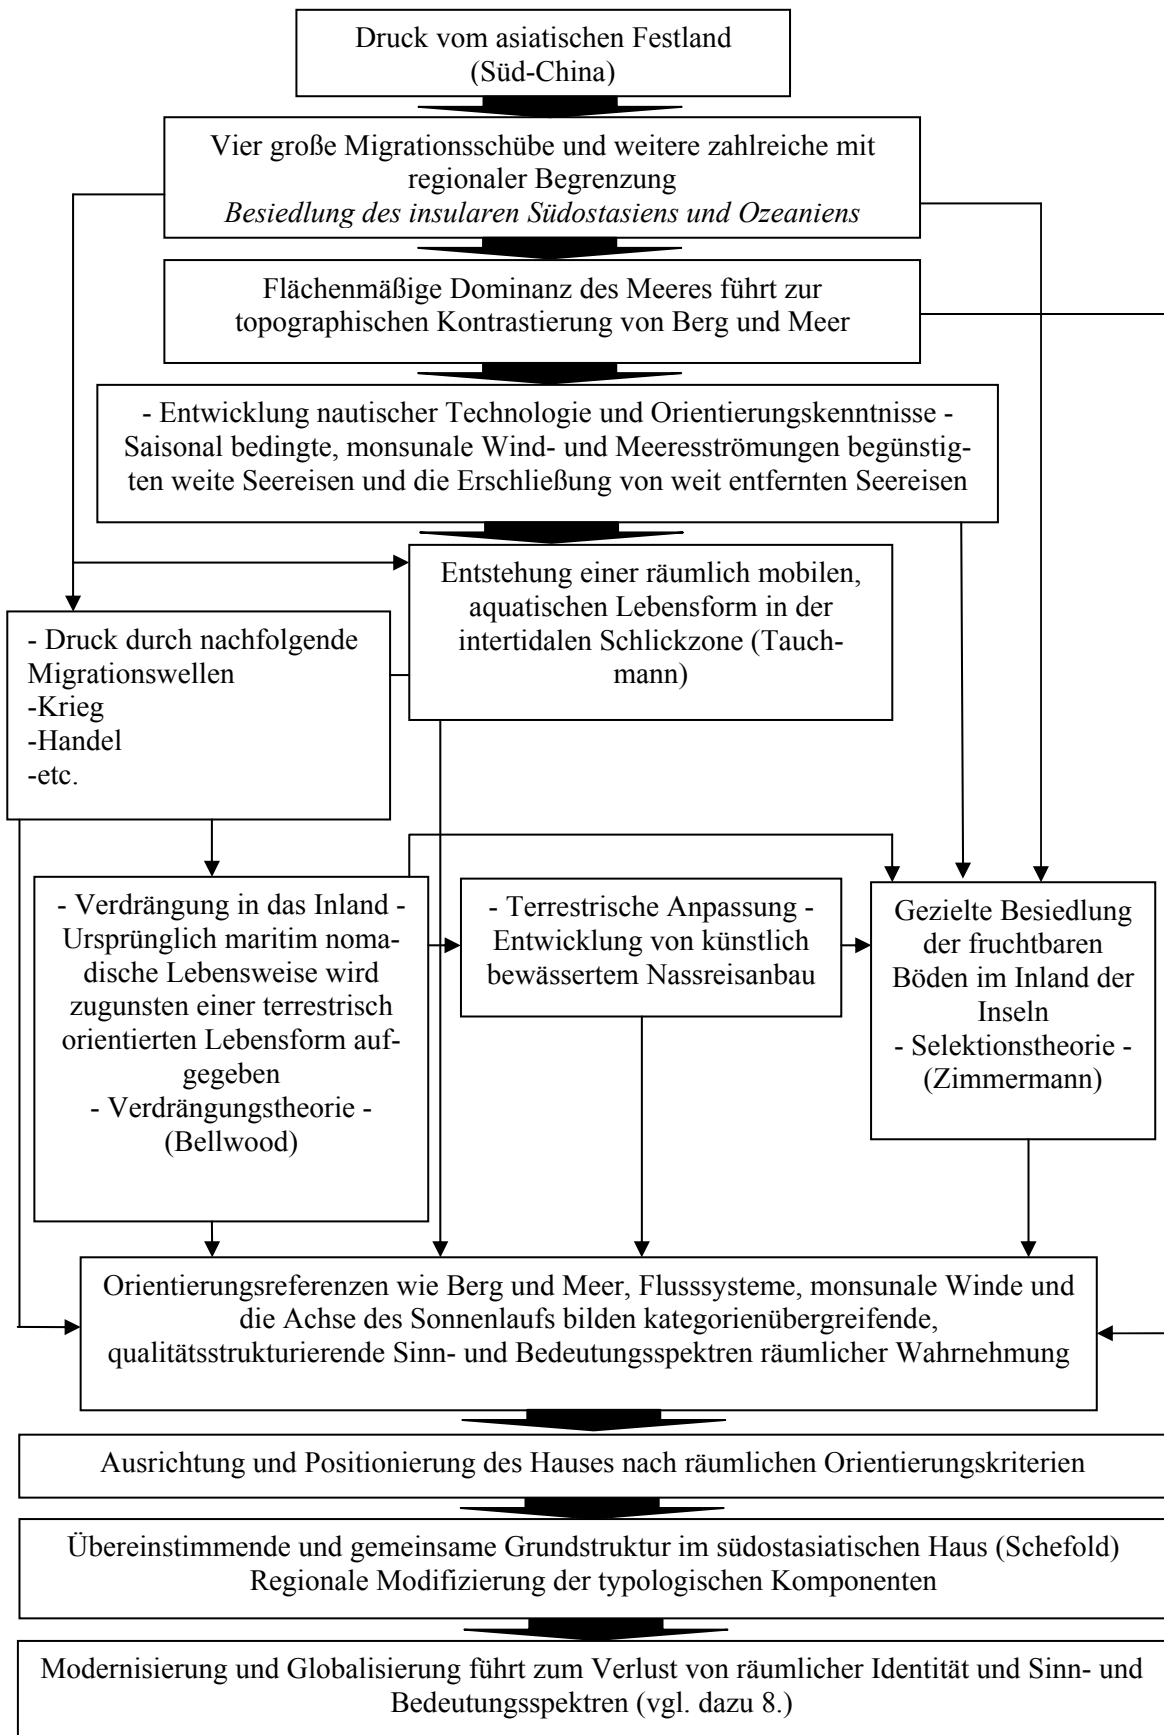 Druck vom asiatischen Festland
(Süd-China)
Vier große Migrationsschübe und weitere zahlreiche mit
regionaler Begrenzung
Besiedlung des insularen Südostasiens und Ozeaniens
Flächenmäßige Dominanz des Meeres führt zur
topographischen Kontrastierung von Berg und Meer
- Entwicklung nautischer Technologie und Orientierungskenntnisse -
Saisonal bedingte, monsunale Wind- und Meeresströmungen begünstig-
ten weite Seereisen und die Erschließung von weit entfernten Seereisen
Entstehung einer räumlich mobilen,
aquatischen Lebensform in der
intertidalen Schlickzone (Tauch-
mann)
- Druck durch nachfolgende
Migrationswellen
-Krieg
-Handel
-etc.
- Verdrängung in das Inland -
Ursprünglich maritim noma-
dische Lebensweise wird
zugunsten einer terrestrisch
orientierten Lebensform auf-
gegeben
- Verdrängungstheorie -
(Bellwood)
- Terrestrische Anpassung -
Entwicklung von künstlich
bewässertem Nassreisanbau
Gezielte Besiedlung
der fruchtbaren
Böden im Inland der
Inseln
- Selektionstheorie -
(Zimmermann)
Orientierungsreferenzen wie Berg und Meer, Flusssysteme, monsunale Winde und
die Achse des Sonnenlaufs bilden kategorienübergreifende,
qualitätsstrukturierende Sinn- und Bedeutungsspektren räumlicher Wahrnehmung
Ausrichtung und Positionierung des Hauses nach räumlichen Orientierungskriterien
Übereinstimmende und gemeinsame Grundstruktur im südostasiatischen Haus (Schefold)
Regionale Modifizierung der typologischen Komponenten
Modernisierung und Globalisierung führt zum Verlust von räumlicher Identität und Sinn- und
Bedeutungsspektren (vgl. dazu 8.)